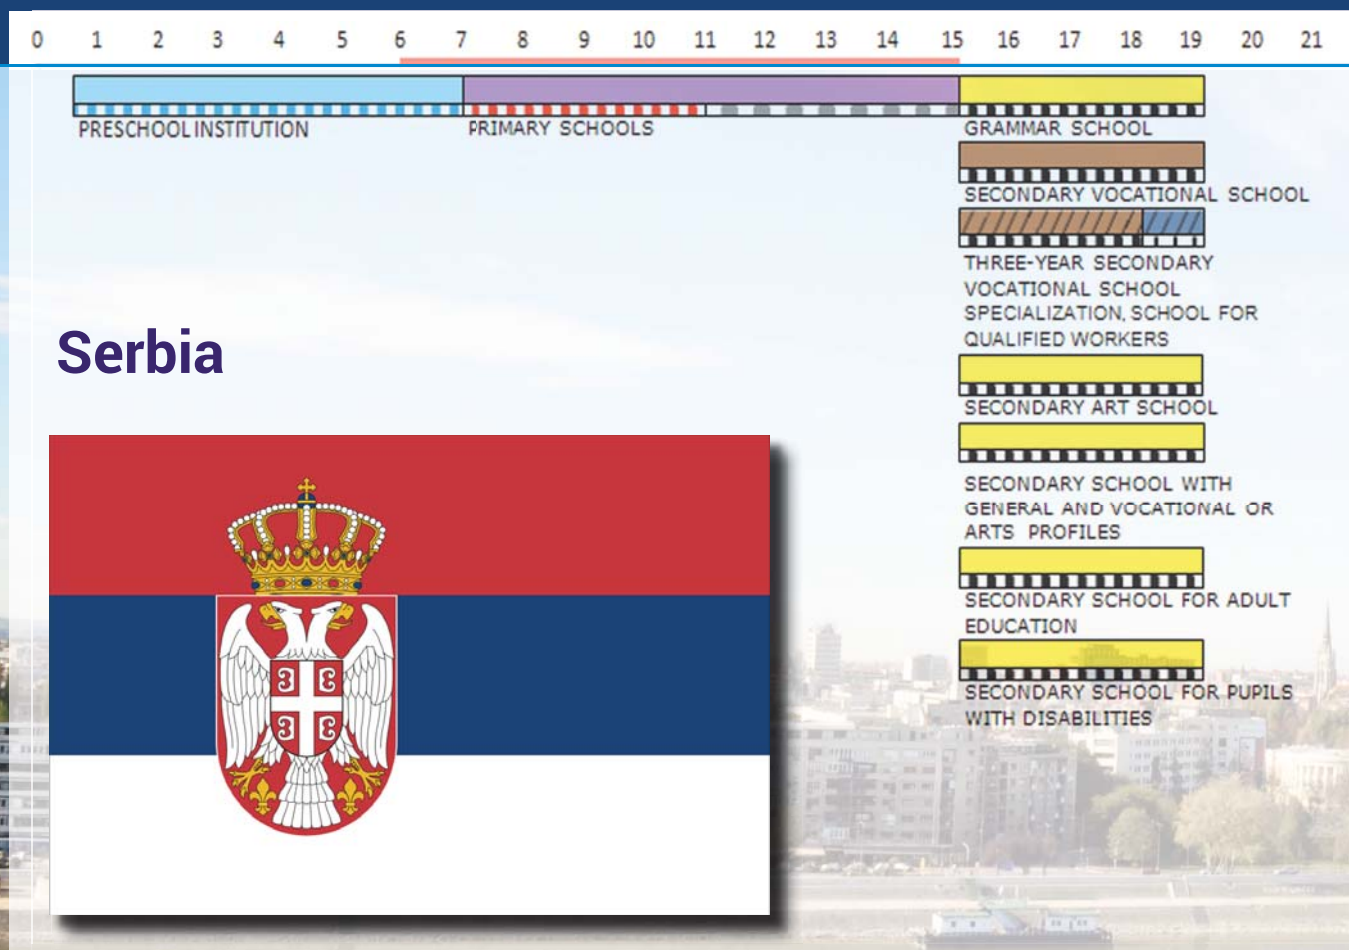 0 1 2 3 4 5 6 7 8 9 10 11 12 13 14 15 16 17 18 19 20 21
PRESCHOOL INSTITUTION
PRIMARY SCHOOLS
GRAMMAR SCHOOL
SECONDARY VOCATIONAL SCHOOL
THREE-YEAR SECONDARY
VOCATIONAL SCHOOL
SPECIALIZATION, SCHOOL FOR
QUALIFIED WORKERS
Serbia
SECONDARY ART SCHOOL
SECONDARY SCHOOL WITH
GENERAL AND VOCATIONAL OR
ARTS PROFILES
SECONDARY SCHOOL FOR ADULT
EDUCATION
SECONDARY SCHOOL FOR PUPILS
WITH DISABILITIES